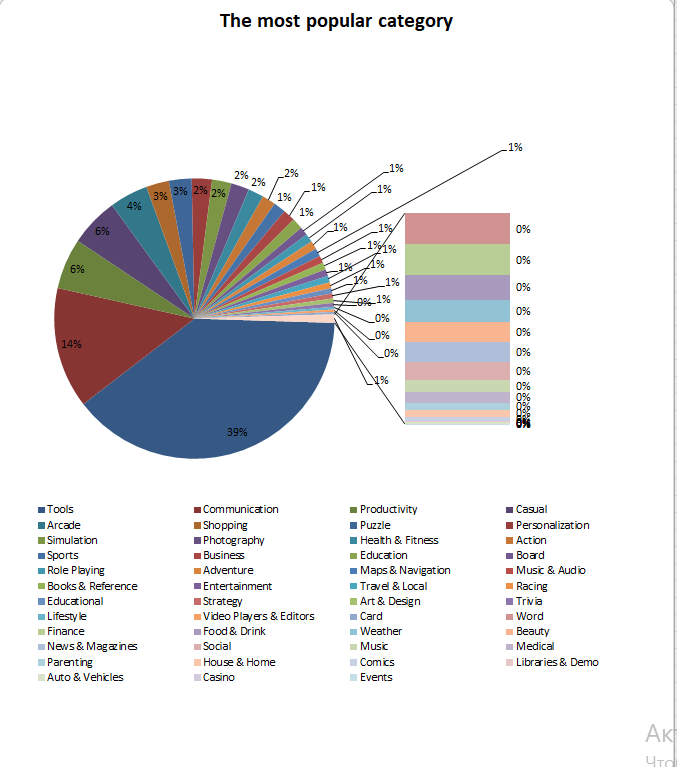 The most popular category
1%
2%
2%
2%
1%
1%
1%
1%
1%
3%
3%
2%
2%
4%
1%
1%
0%
6%
1%
1%
1%
0%
6%
1%
1%
0%
0%
1%
0%
0%
0%
0%
14%
0%
0%
0%
1%
0%
0%
0%
0%
39%
Tools Communication Productivity Casual
Arcade Shopping Puzzle Personalization
Simulation Photography Health & Fitness Action
Sports Business Education Board
Role Playing Adventure Maps & Navigation Music & Audio
Books & Reference Entertainment Travel & Local Racing
Educational Strategy Art & Design Trivia
Lifestyle Video Players & Editors Card Word
Finance Food & Drink Weather Beauty
News & Magazines Social Music Medical
Parenting House & Home Comics Libraries & Demo
Auto & Vehicles Casino Events
Ак
Что